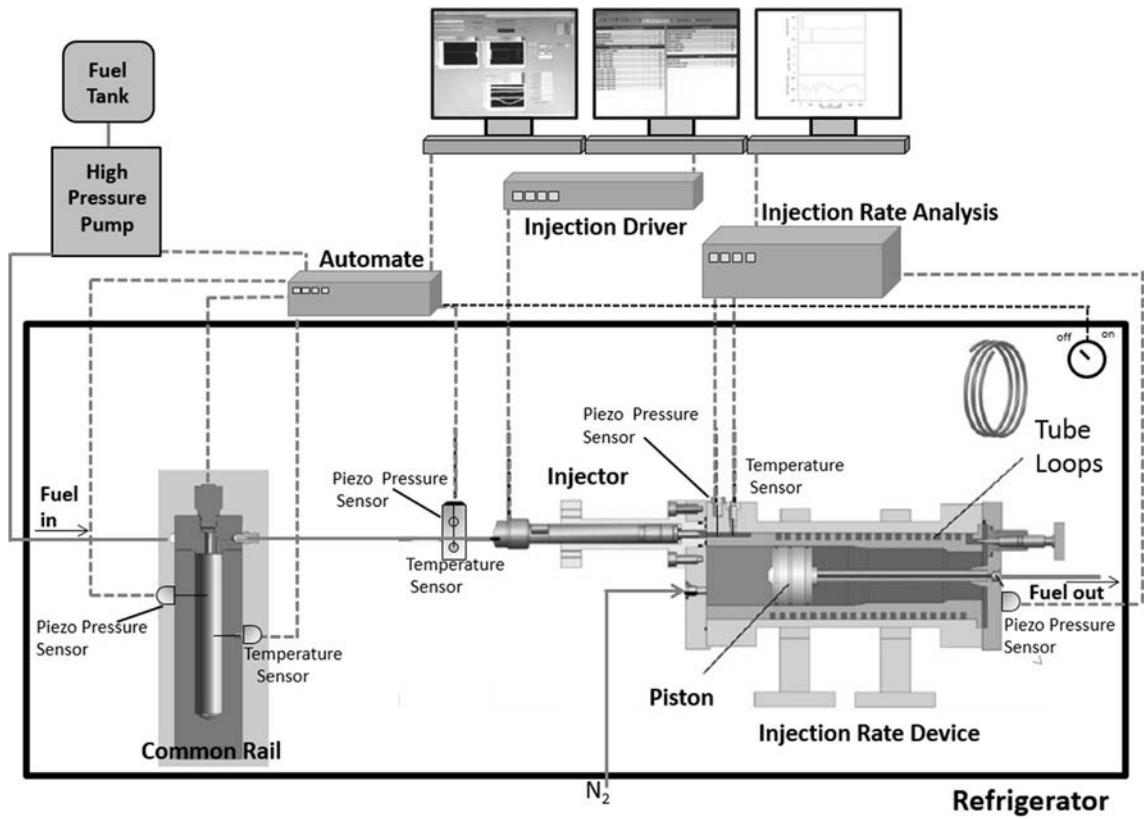 Fuel
Tank
High
Pressure
Pump
Automate
Injection Driver
Injection Rate Analysis
off
on
Tube
Loops
Piezo Pressure
Sensor
Temperature
Sensor
Injector
Piezo Pressure
Sensor
Temperature
Sensor
Fuel
in
Fuel out
Piezo Pressure
Sensor
Piezo Pressure
Sensor
Temperature
Sensor
Piston
Injection Rate Device
Common Rail
N2
Refrigerator